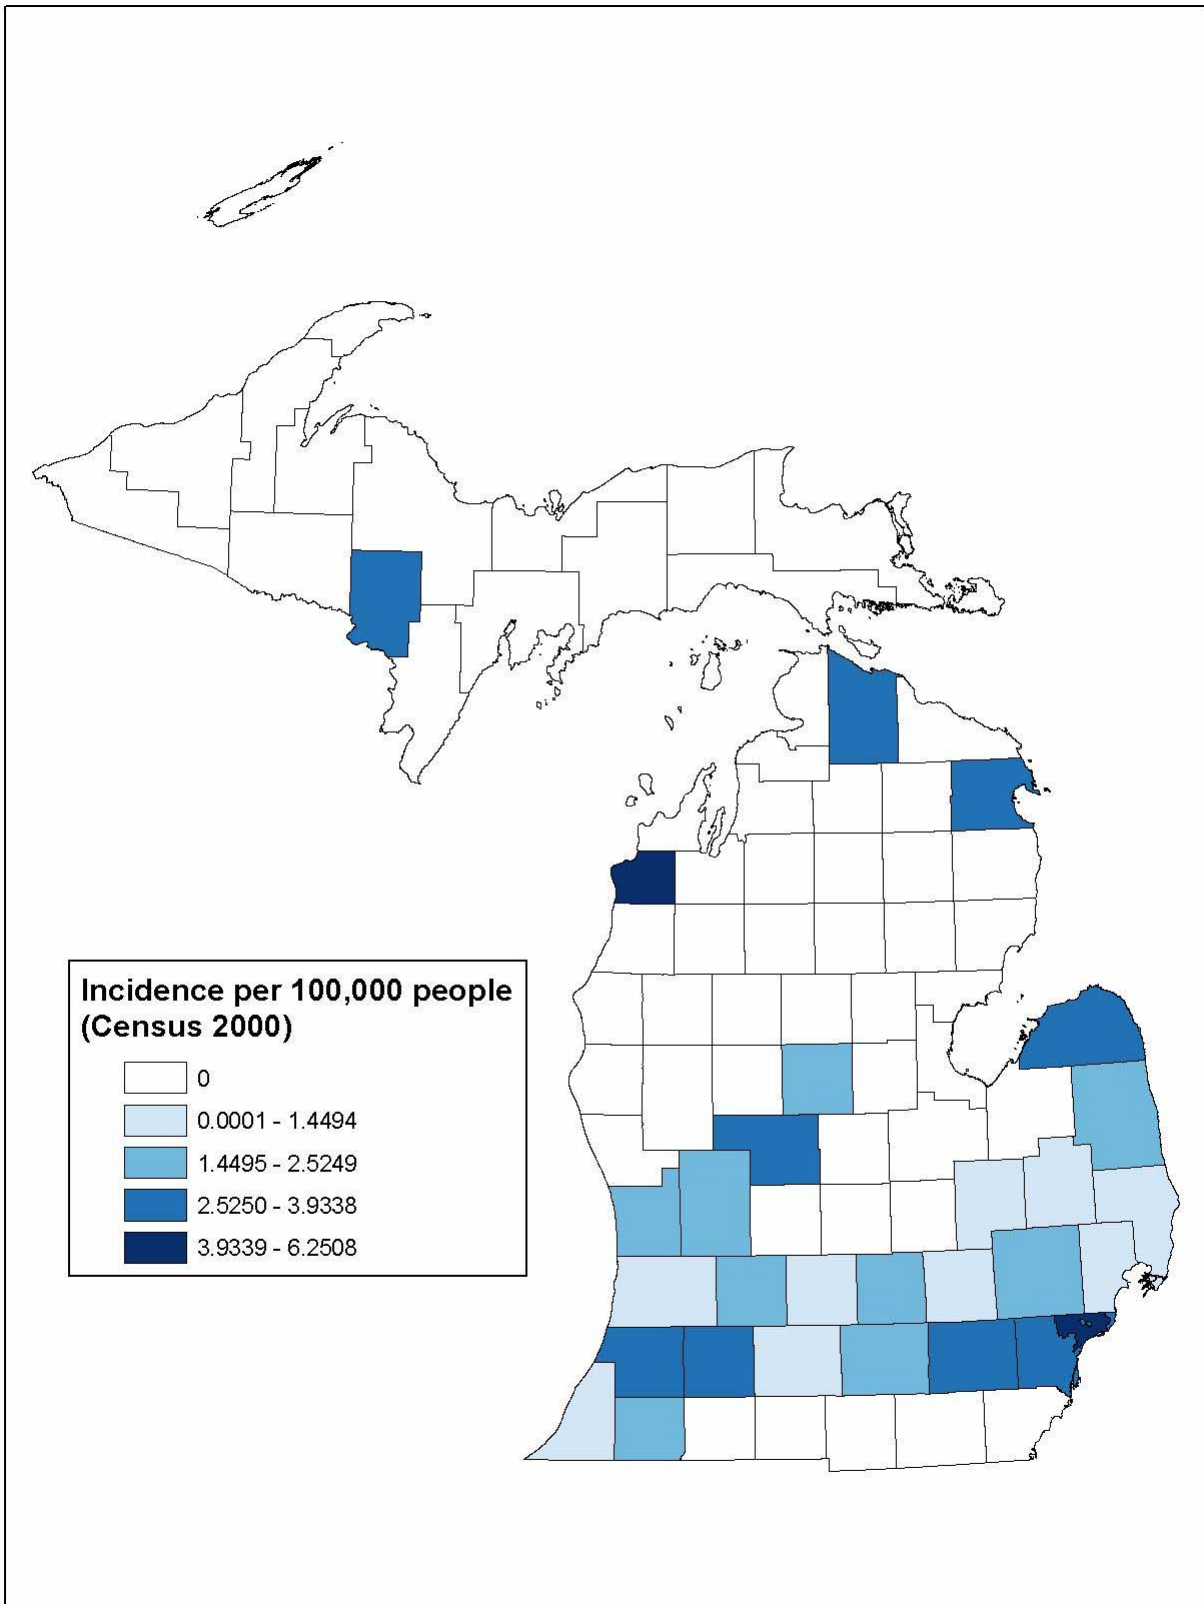 Incidence per 100,000 people
(Census 2000)
0
0.0001 - 1.4494
1.4495 - 2.5249
2.5250 - 3.9338
3.9339 - 6.2508